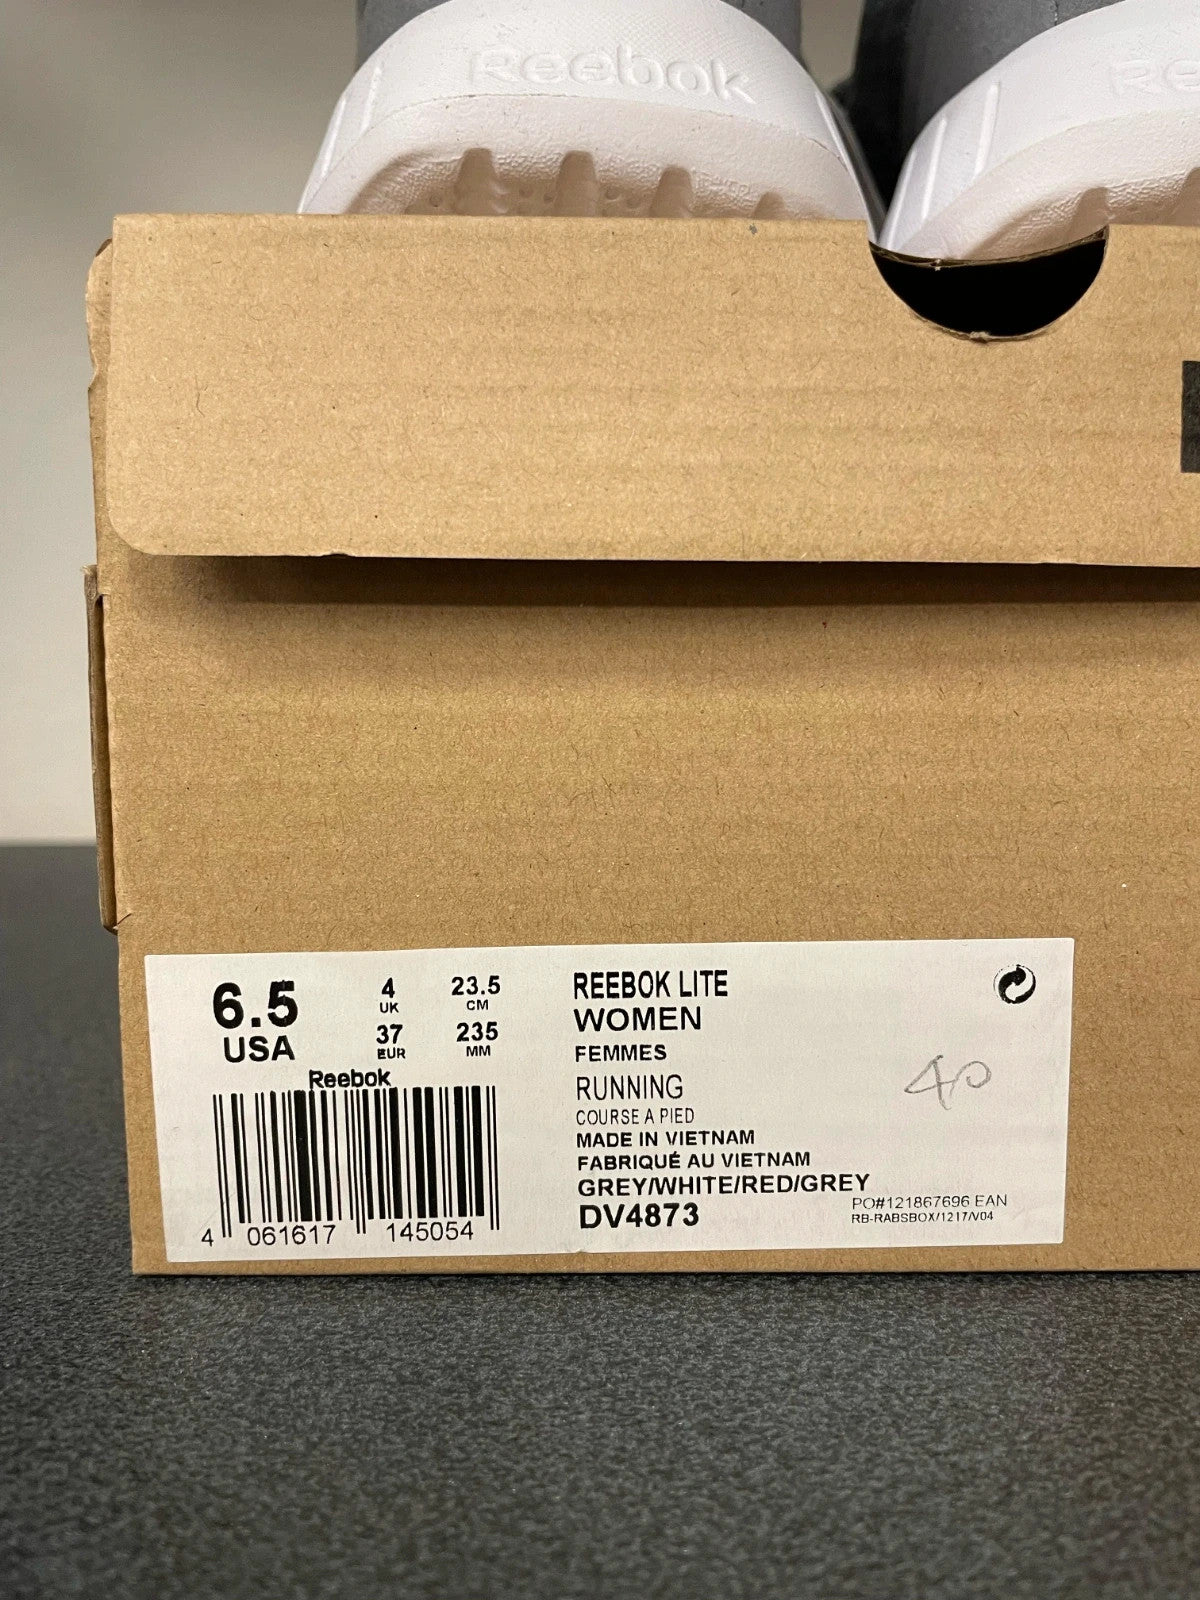 Reebok
Re
6.5
USA
4
UK
37
EUR
23.5
CM
235
MM
Reebok
4 061617 145054
REEBOK LITE
WOMEN
FEMMES
RUNNING
COURSE A PIED
MADE IN VIETNAM
FABRIQUÉ AU VIETNAM
GREY/WHITE/RED/GREY
DV4873
40
PO#121867696 EAN
RB-RABSBOX/1217/V04